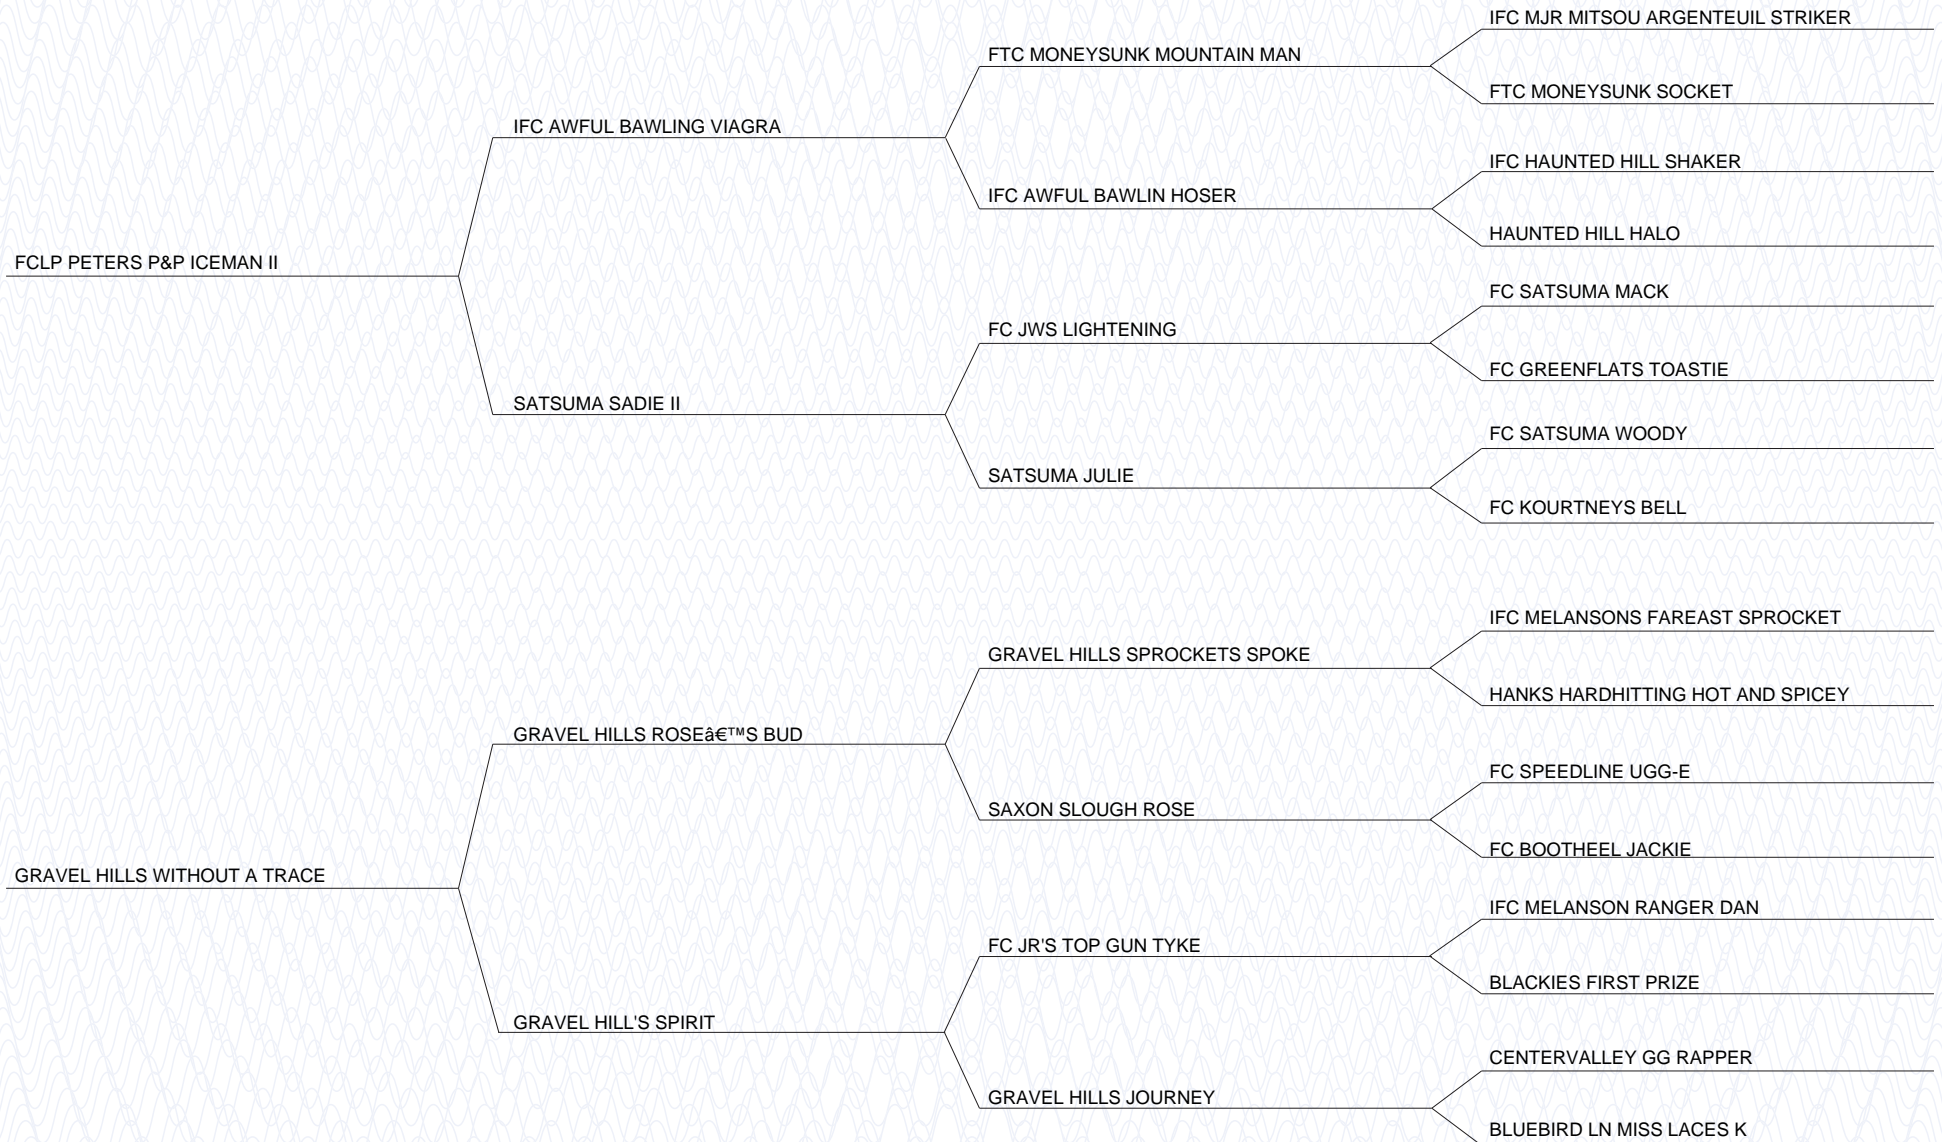 IFC MJR MITSOU ARGENTEUIL STRIKER
FTC MONEYSUNK MOUNTAIN MAN
FTC MONEYSUNK SOCKET
IFC AWFUL BAWLING VIAGRA
IFC HAUNTED HILL SHAKER
IFC AWFUL BAWLIN HOSER
HAUNTED HILL HALO
FCLP PETERS P&P ICEMAN II
FC SATSUMA MACK
FC JWS LIGHTENING
FC GREENFLATS TOASTIE
SATSUMA SADIE II
FC SATSUMA WOODY
SATSUMA JULIE
FC KOURTNEYS BELL
IFC MELANSONS FAREAST SPROCKET
GRAVEL HILLS SPROCKETS SPOKE
HANKS HARDHITTING HOT AND SPICEY
GRAVEL HILLS ROSE’S BUD
FC SPEEDLINE UGG-E
SAXON SLOUGH ROSE
FC BOOTHEEL JACKIE
GRAVEL HILLS WITHOUT A TRACE
IFC MELANSON RANGER DAN
FC JR'S TOP GUN TYKE
BLACKIES FIRST PRIZE
GRAVEL HILL'S SPIRIT
CENTERVALLEY GG RAPPER
GRAVEL HILLS JOURNEY
BLUEBIRD LN MISS LACES K